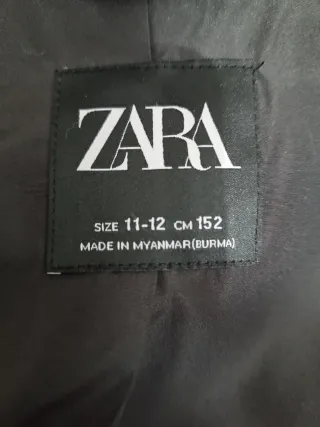 ZARA
SIZE 11-12 CM 152
MADE IN MYANMAR(BURMA)